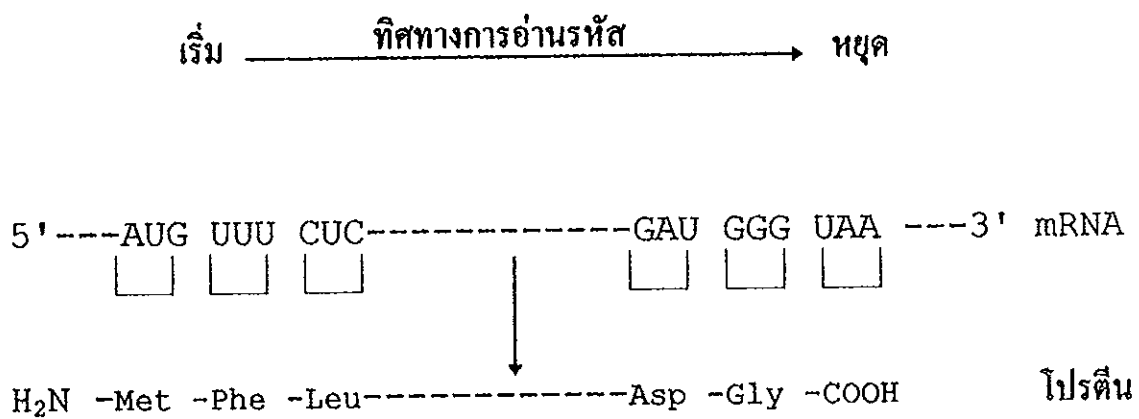 เริ่ม ทิศทางการอ่านรหัส หยุด
5'---AUG UUU CUC-------------GAU GGG UAA ---3' mRNA
H₂N -Met -Phe -Leu-------------Asp -Gly -COOH โปรตีน